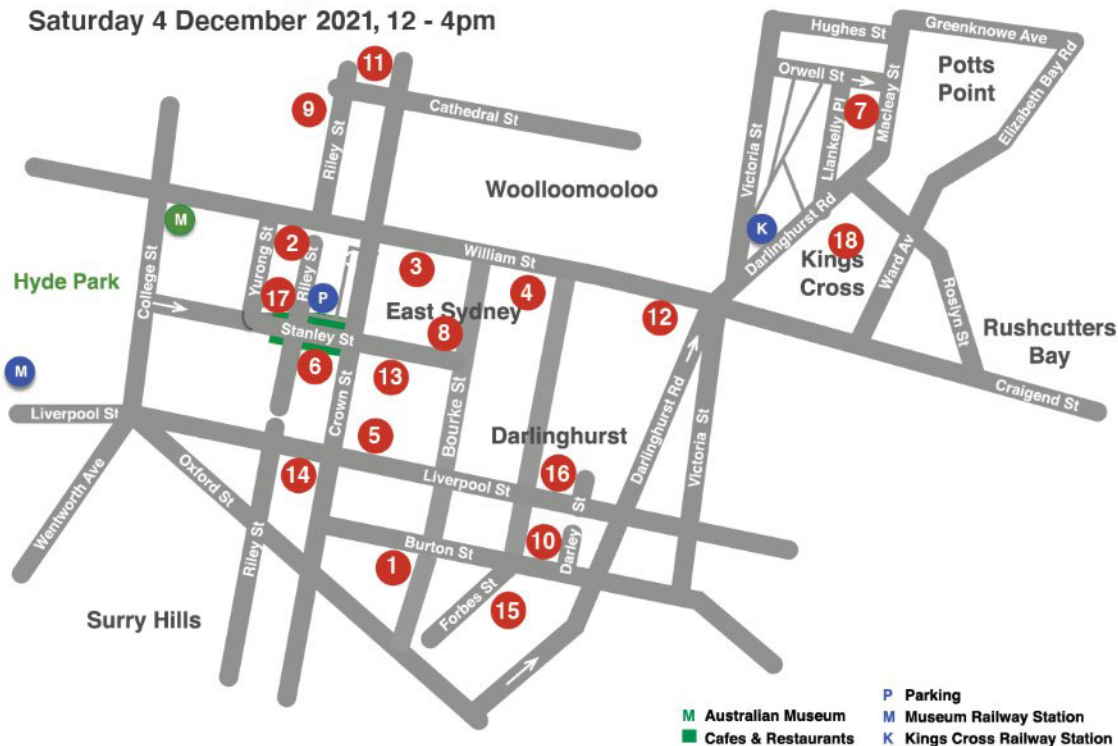 Saturday 4 December 2021, 12 - 4pm
11
9
Riley St
Cathedral St
Hughes St
Greenknowe Ave
Orwell St
Potts
Point
7
Llankelly Pl
Macleay St
Elizabeth Bay Rd
Victoria St
Woolloomooloo
M
K
Darlinghurst Rd
18
Kings
Cross
Ward Av
Roslyn St
Rushcutters
Bay
Craigend St
Hyde Park
College St
Yurong St
2
Riley St
3
William St
4
17
P
East Sydney
8
12
Stanley St
M
6
13
Crown St
Bourke St
Liverpool St
5
Darlinghurst
Darlinghurst Rd
Victoria St
14
16
Liverpool St
Wentworth Ave
Oxford St
Riley St
Burton St
10
Darley St
1
Forbes St
15
Surry Hills
M Australian Museum
Cafes & Restaurants
P Parking
M Museum Railway Station
K Kings Cross Railway Station